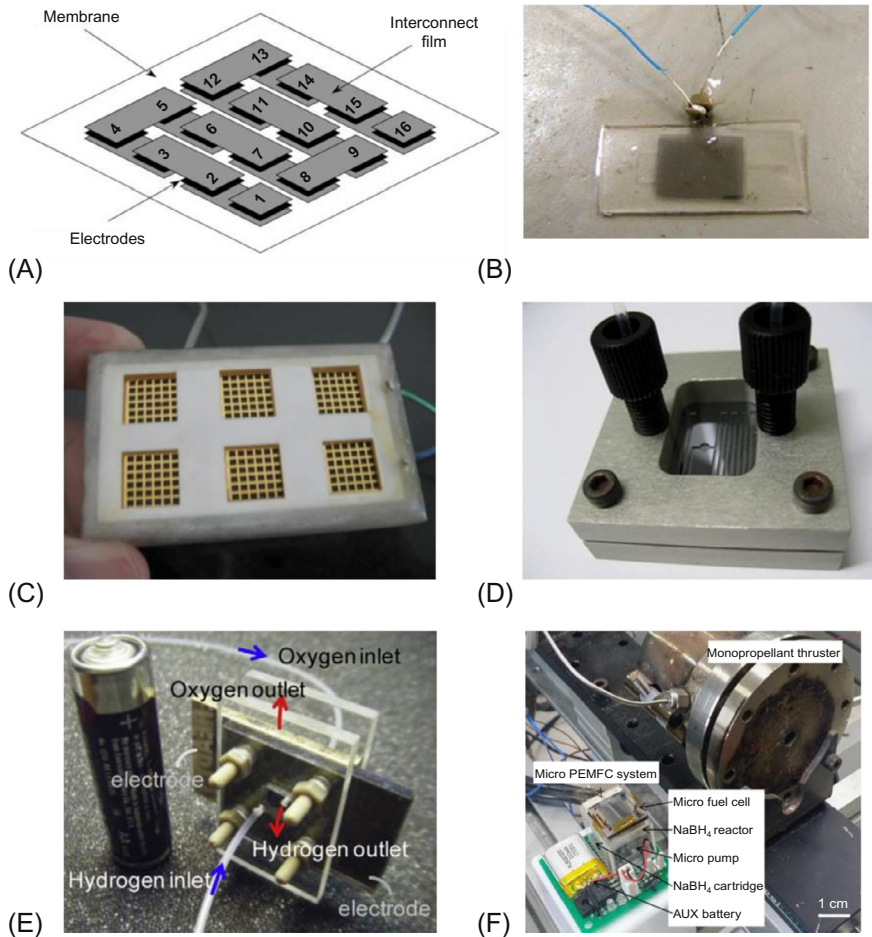 Membrane
Interconnect
film
13
12
14
5
11
15
4
6
10
16
3
7
9
2
8
1
Electrodes
(A)
(B)
(C)
(D)
Oxygen inlet
Oxygen outlet
electrode
Hydrogen outlet
Hydrogen inlet
electrode
(E)
Monopropellant thruster
Micro PEMFC system
Micro fuel cell
NaBH₄ reactor
Micro pump
NaBH₄ cartridge
AUX battery
1 cm
(F)